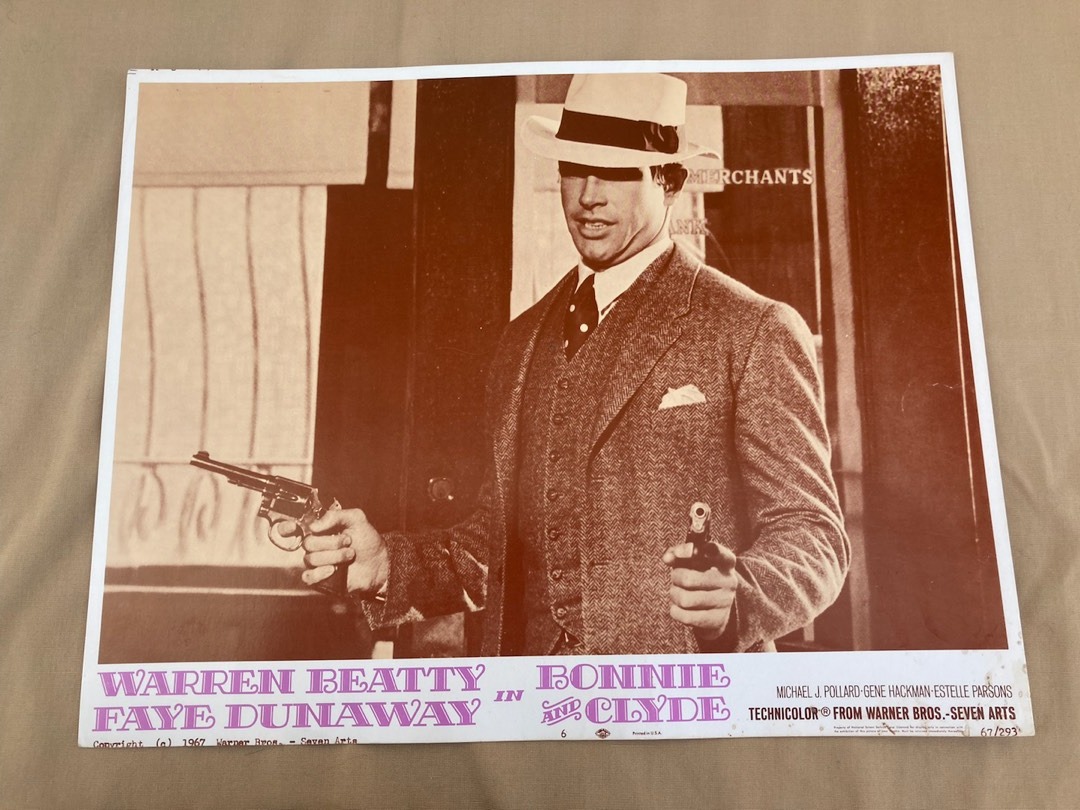 MERCHANTS
WARREN BEATTY IN BONNIE
FAYE DUNAWAY AND CLYDE
MICHAEL J. POLLARD·GENE HACKMAN·ESTELLE PARSONS
TECHNICOLOR® FROM WARNER BROS.-SEVEN ARTS
Copyright (c) 1967 Warner Bros. - Seven Arts
6
Printed in U.S.A.
67/293